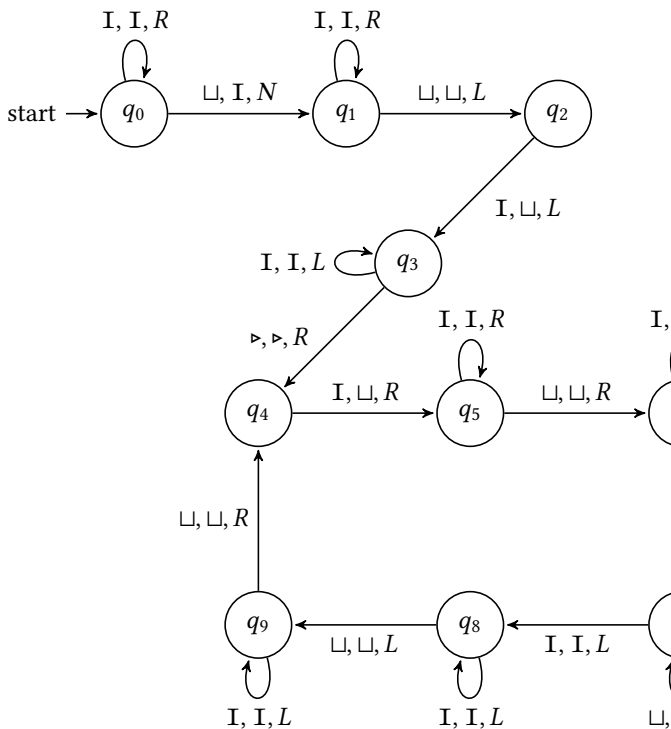 I, I, R I, I, R
start q0 ⊔, I, N q1 ⊔, ⊔, L q2
I, ⊔, L
I, I, L q3
▹, ▹, R I, I, R I,
q4 I, ⊔, R q5 ⊔, ⊔, R
⊔, ⊔, R
q9 ⊔, ⊔, L q8 I, I, L
I, I, L I, I, L ⊔,